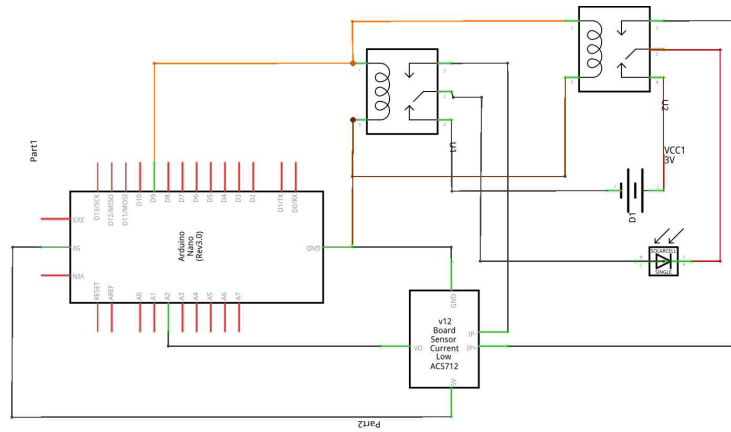 U2
U1
VCC1
3V
D1
Part1
D13/SCK
D12/MISO
D11/MOSI
D10
D9
D8
D7
D6
D5
D4
D3
D2
D1/TX
D0/RX
3V3
5V
VIN
Arduino
Nano
(Rev3.0)
GND
RESET
AREF
A0
A1
A2
A3
A4
A5
A6
A7
SOLARCELL
SINGLE
GND
v12
Board
Sensor
Current
Low
ACS712
VO
IP-
IP+
5V
Part2